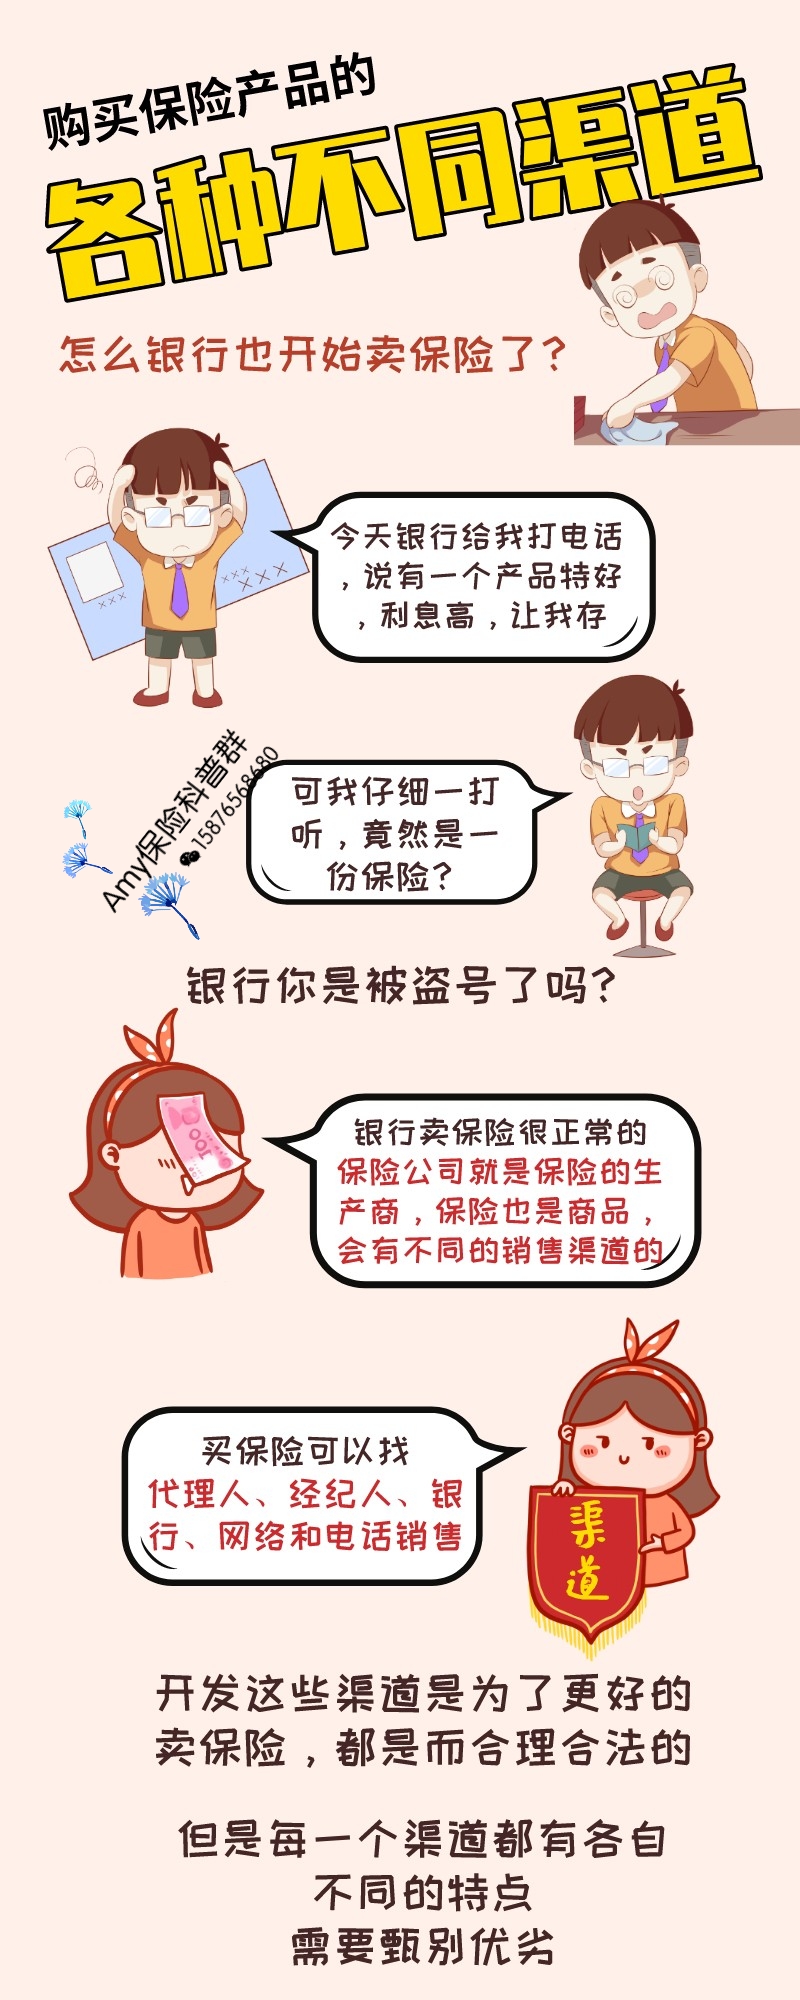 购买保险产品的
各种不同渠道
怎么银行也开始卖保险了？
×××
×××
×××
今天银行给我打电话
，说有一个产品特好
，利息高，让我存
Amy保险科普群
15876568680
可我仔细一打
听，竟然是一
份保险？
银行你是被盗号了吗？
100
银行卖保险很正常的
保险公司就是保险的生
产商，保险也是商品，
会有不同的销售渠道的
买保险可以找
代理人、经纪人、银
行、网络和电话销售
渠
道
开发这些渠道是为了更好的
卖保险，都是而合理合法的
但是每一个渠道都有各自
不同的特点
需要甄别优劣